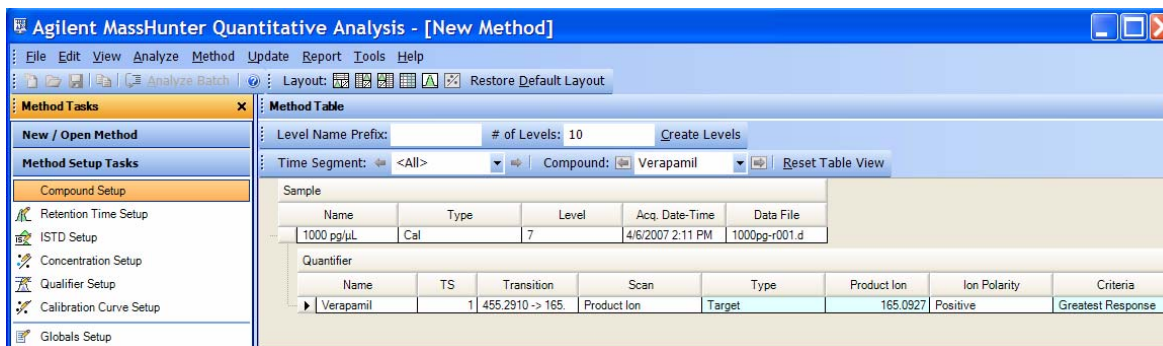 Agilent MassHunter Quantitative Analysis - [New Method]
File Edit View Analyze Method Update Report Tools Help
Analyze Batch Layout: Restore Default Layout
Method Tasks
New / Open Method
Method Setup Tasks
Compound Setup
Retention Time Setup
ISTD Setup
Concentration Setup
Qualifier Setup
Calibration Curve Setup
Globals Setup
Method Table
Level Name Prefix: # of Levels: 10 Create Levels
Time Segment: <All> Compound: Verapamil Reset Table View
Sample
Name Type Level Acq. Date-Time Data File
1000 pg/µL Cal 7 4/6/2007 2:11 PM 1000pg-r001.d
Quantifier
Name TS Transition Scan Type Product Ion Ion Polarity Criteria
Verapamil 1 455.2910 -> 165. Product Ion Target 165.0927 Positive Greatest Response